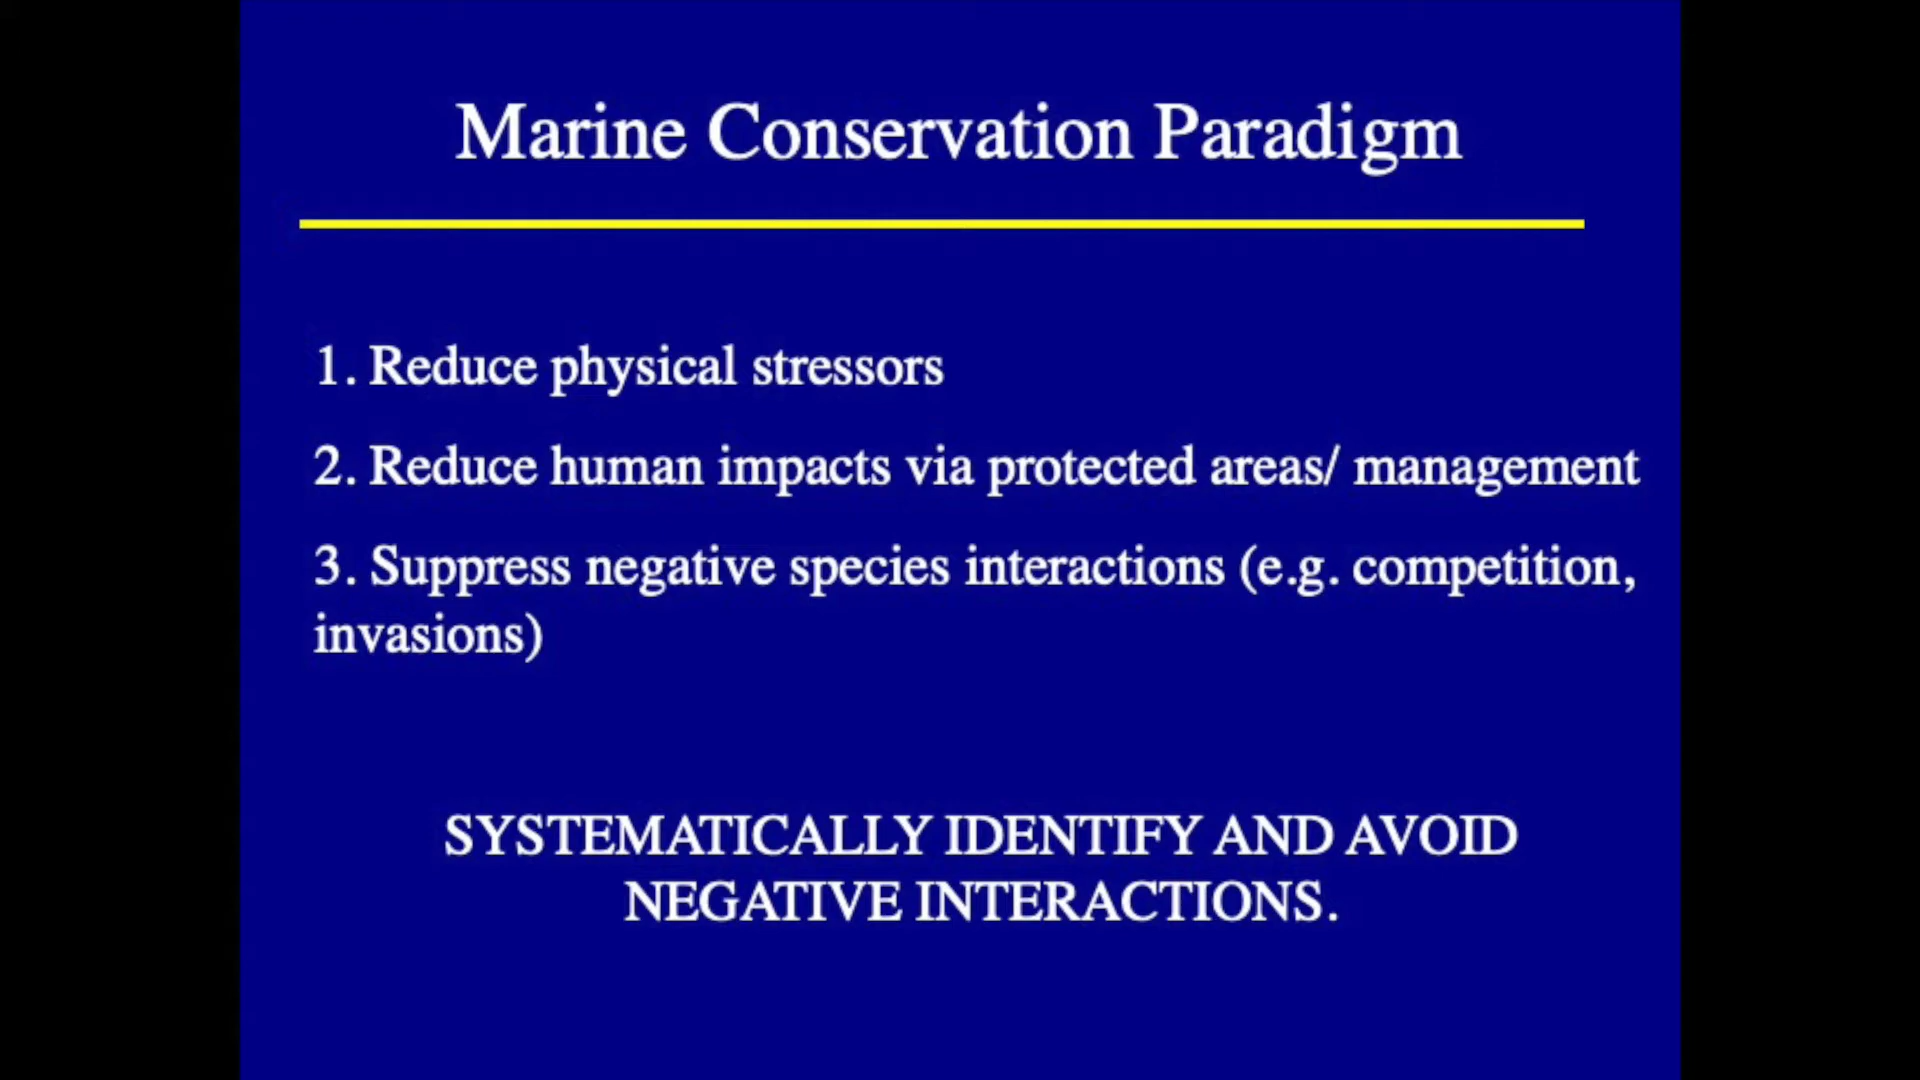 Marine Conservation Paradigm
1. Reduce physical stressors
2. Reduce human impacts via protected areas/ management
3. Suppress negative species interactions (e.g. competition,
invasions)
SYSTEMATICALLY IDENTIFY AND AVOID
NEGATIVE INTERACTIONS.